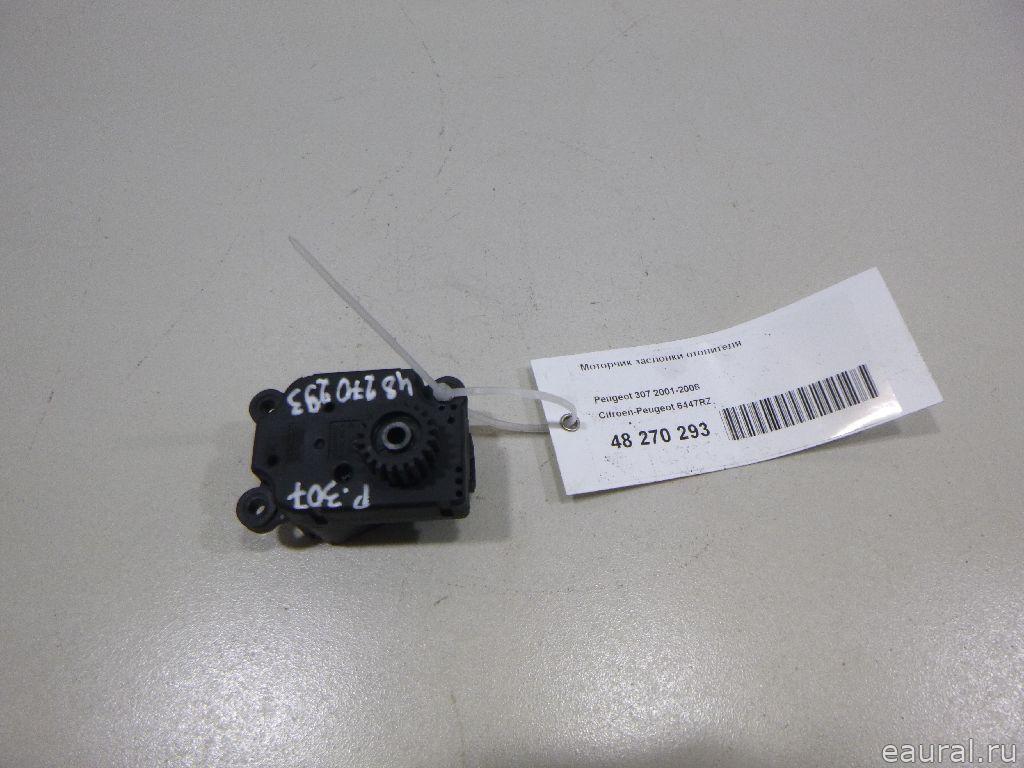 Моторчик заслонки отопителя
Peugeot 307 2001-2008
Citroen-Peugeot 6447RZ
48 270 293
48270293
P.307
eaural.ru